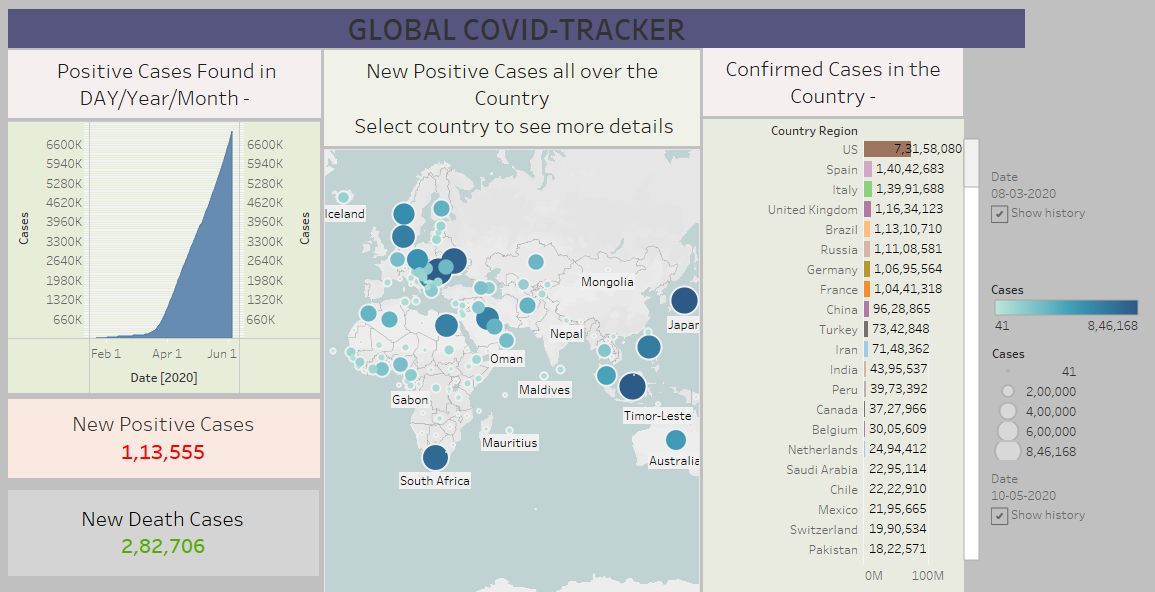 GLOBAL COVID-TRACKER
Positive Cases Found in
DAY/Year/Month -
6600K
5940K
5280K
4620K
3960K
3300K
2640K
1980K
1320K
660K
Cases
6600K
5940K
5280K
4620K
3960K
3300K
2640K
1980K
1320K
660K
Cases
Feb 1 Apr 1 Jun 1
Date [2020]
New Positive Cases
1,13,555
New Death Cases
2,82,706
New Positive Cases all over the
Country
Select country to see more details
Iceland
Mongolia
Japan
Nepal
Oman
Maldives
Gabon
Timor-Leste
Mauritius
Australia
South Africa
Confirmed Cases in the
Country -
Country Region
US 7,31,58,080
Spain 1,40,42,683
Italy 1,39,91,688
United Kingdom 1,16,34,123
Brazil 1,13,10,710
Russia 1,11,08,581
Germany 1,06,95,564
France 1,04,41,318
China 96,28,865
Turkey 73,42,848
Iran 71,48,362
India 43,95,537
Peru 39,73,392
Canada 37,27,966
Belgium 30,05,609
Netherlands 24,94,412
Saudi Arabia 22,95,114
Chile 22,22,910
Mexico 21,95,665
Switzerland 19,90,534
Pakistan 18,22,571
0M 100M
Date
08-03-2020
Show history
Cases
41 8,46,168
Cases
41
2,00,000
4,00,000
6,00,000
8,46,168
Date
10-05-2020
Show history